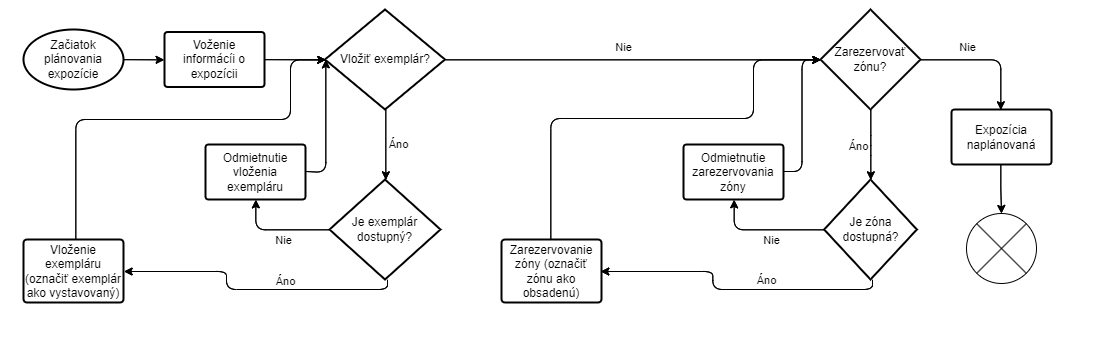 Začiatok
plánovania
expozície
Voženie
informácíi o
expozícii
Vložiť exemplár?
Nie
Zarezervovať
zónu?
Nie
Áno
Áno
Expozícia
naplánovaná
Odmietnutie
vloženia
exempláru
Odmietnutie
zarezervovania
zóny
Je exemplár
dostupný?
Nie
Je zóna
dostupná?
Nie
Vloženie
exempláru
(označiť exemplár
ako vystavovaný)
Áno
Zarezervovanie
zóny (označiť
zónu ako
obsadenú)
Áno